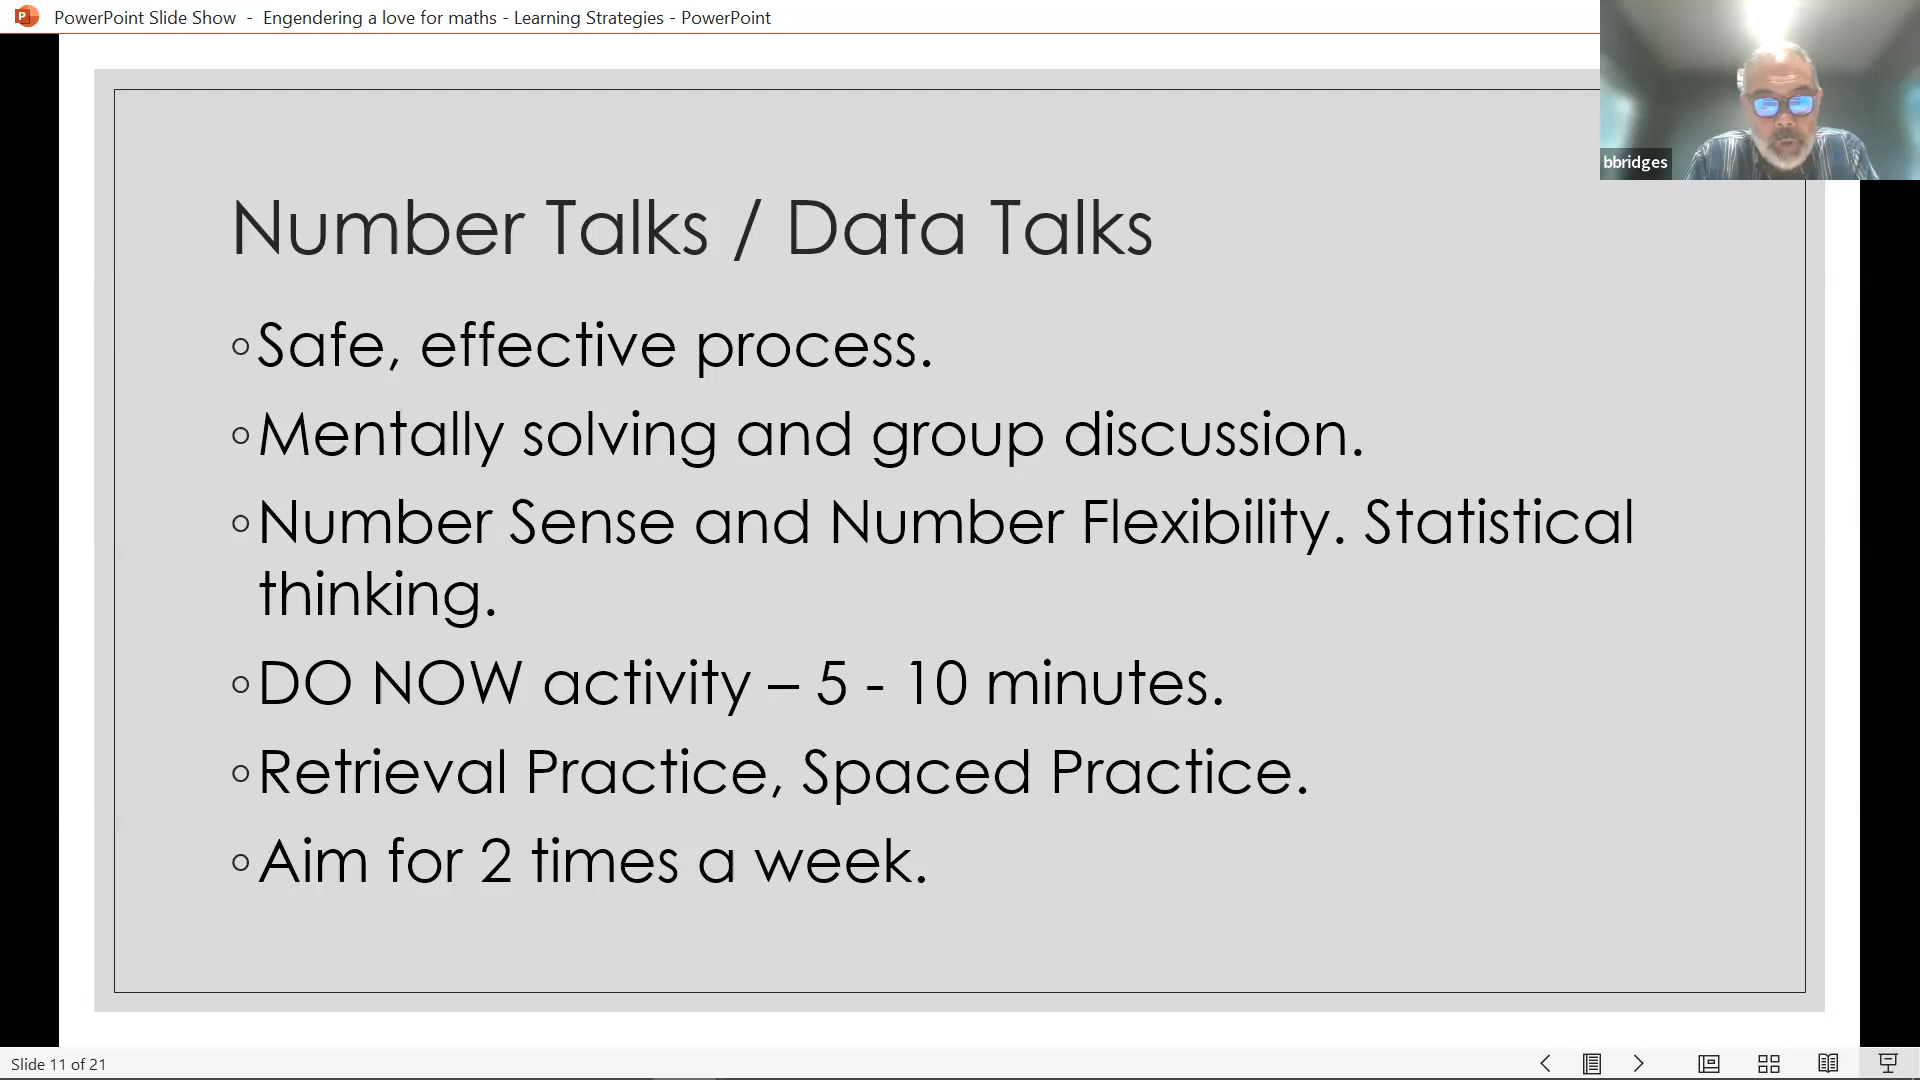 PowerPoint Slide Show - Engendering a love for maths - Learning Strategies - PowerPoint
bbridges
Number Talks / Data Talks
◦Safe, effective process.
◦Mentally solving and group discussion.
◦Number Sense and Number Flexibility. Statistical
thinking.
◦DO NOW activity – 5 - 10 minutes.
◦Retrieval Practice, Spaced Practice.
◦Aim for 2 times a week.
Slide 11 of 21